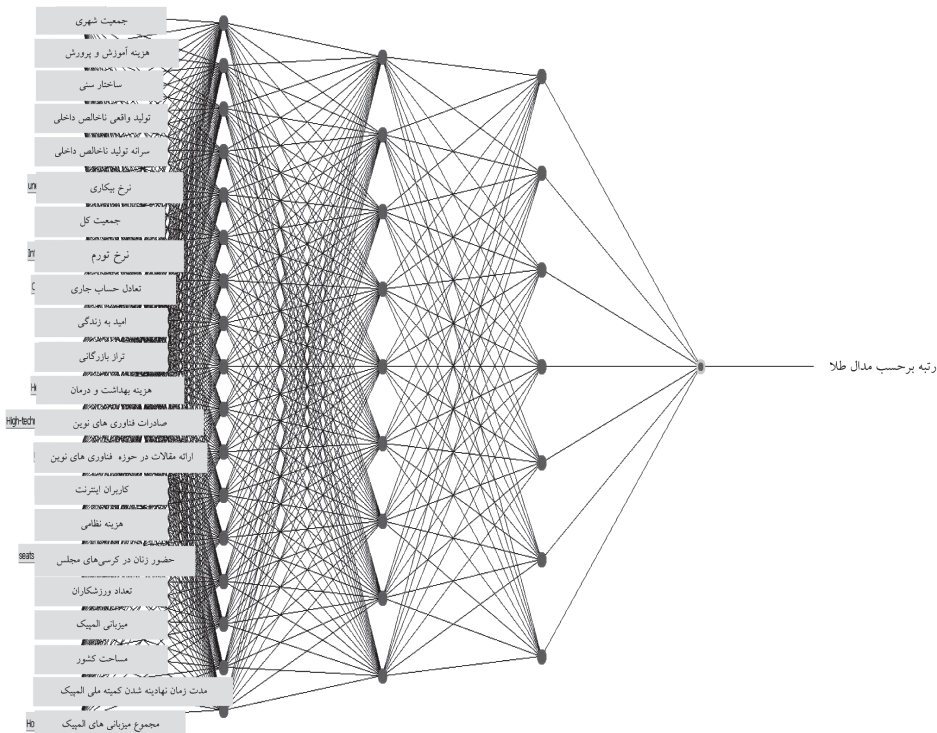 جمعیت شهری
هزینه آموزش و پرورش
ساختار سنی
تولید واقعی ناخالص داخلی
سرانه تولید ناخالص داخلی
نرخ بیکاری
جمعیت کل
نرخ تورم
تعادل حساب جاری
امید به زندگی
تراز بازرگانی
هزینه بهداشت و درمان
صادرات فناوری های نوین
ارائه مقالات در حوزه فناوری های نوین
کاربران اینترنت
هزینه نظامی
حضور زنان در کرسی‌های مجلس
تعداد ورزشکاران
میزبانی المپیک
مساحت کشور
مدت زمان نهادینه شدن کمیته ملی المپیک
مجموع میزبانی های المپیک
رتبه برحسب مدال طلا
seats